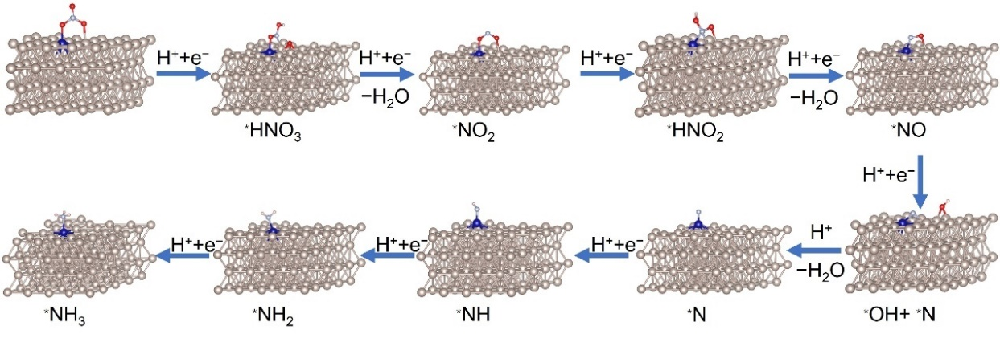 H⁺+e⁻
H⁺+e⁻
−H₂O
H⁺+e⁻
H⁺+e⁻
−H₂O
*HNO₃
*NO₂
*HNO₂
*NO
H⁺+e⁻
H⁺+e⁻
H⁺+e⁻
H⁺+e⁻
H⁺
−H₂O
*NH₃
*NH₂
*NH
*N
*OH+ *N